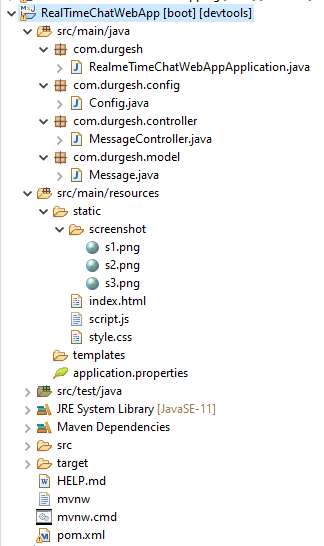 RealTimeChatWebApp [boot] [devtools]
src/main/java
com.durgesh
RealmeTimeChatWebAppApplication.java
com.durgesh.config
Config.java
com.durgesh.controller
MessageController.java
com.durgesh.model
Message.java
src/main/resources
static
screenshot
s1.png
s2.png
s3.png
index.html
script.js
style.css
templates
application.properties
src/test/java
JRE System Library [JavaSE-11]
Maven Dependencies
src
target
HELP.md
mvnw
mvnw.cmd
pom.xml